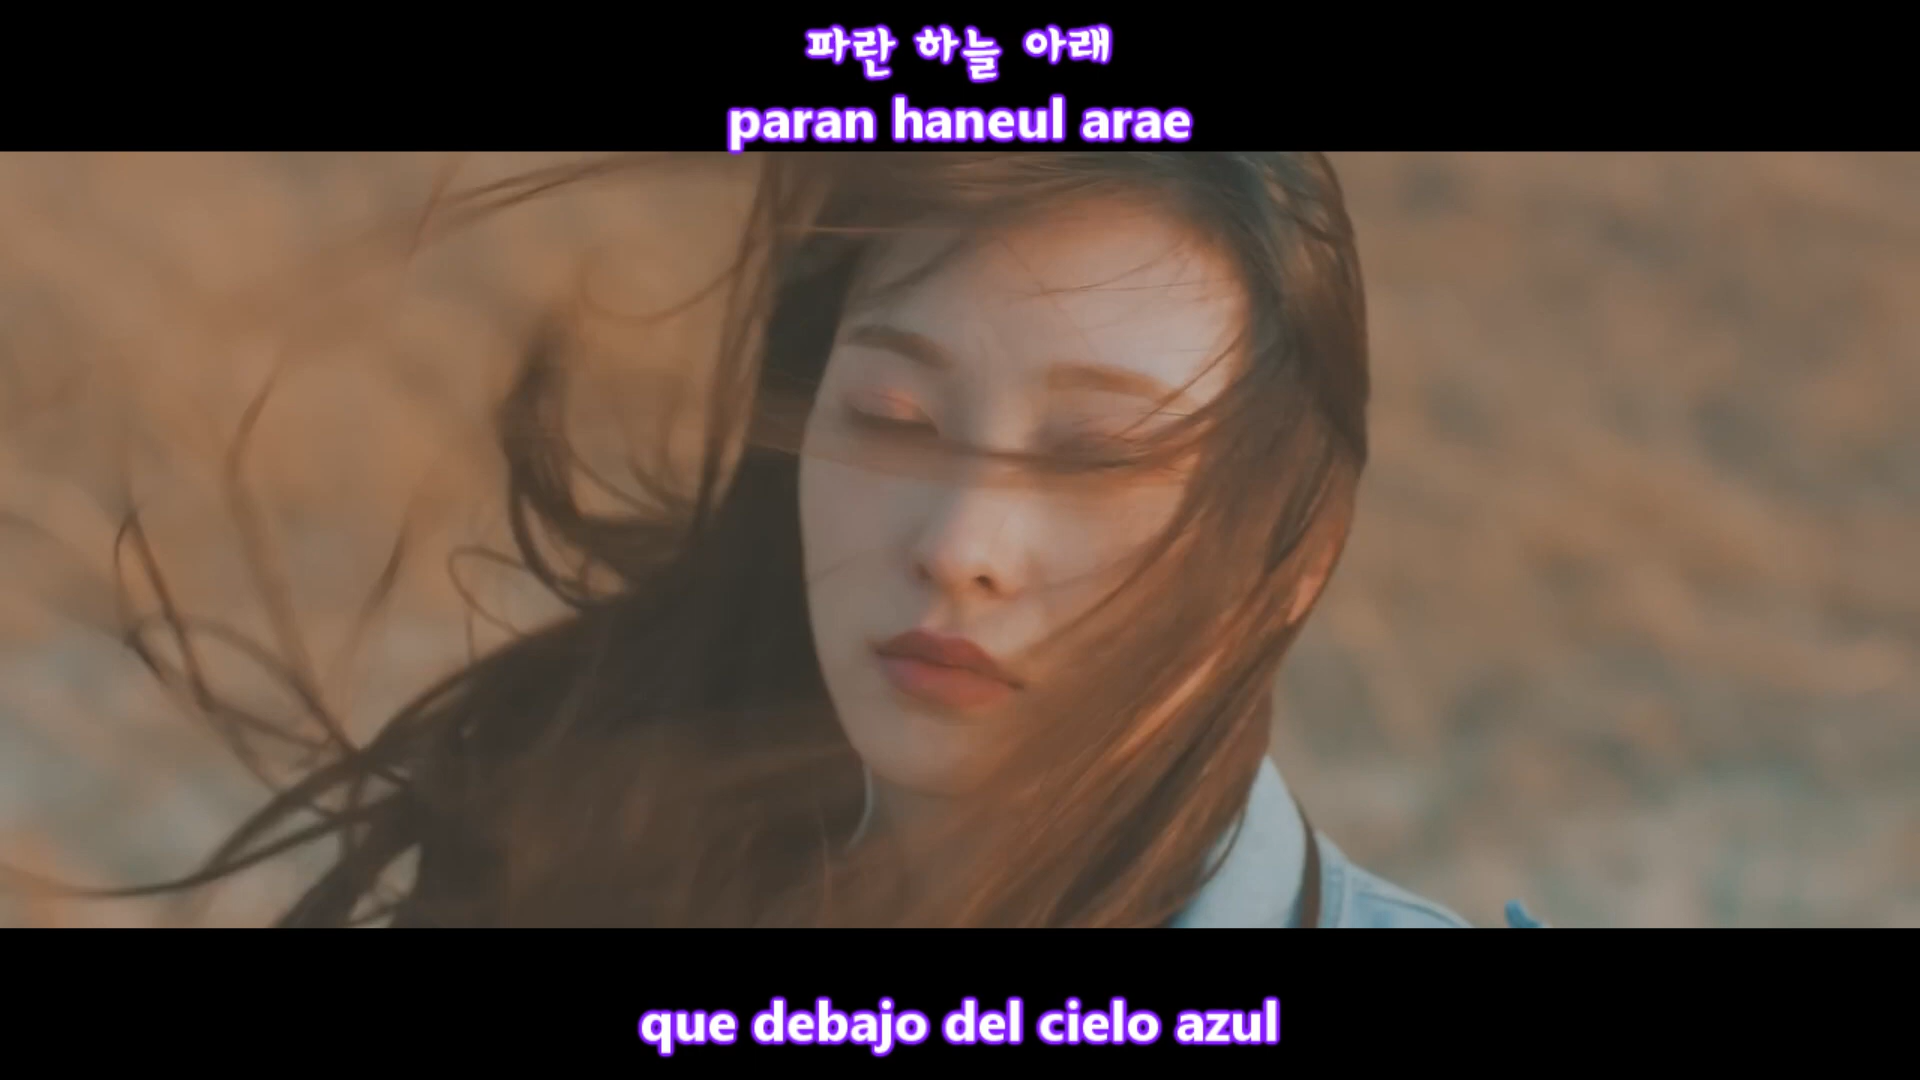 파란 하늘 아래
paran haneul arae
que debajo del cielo azul